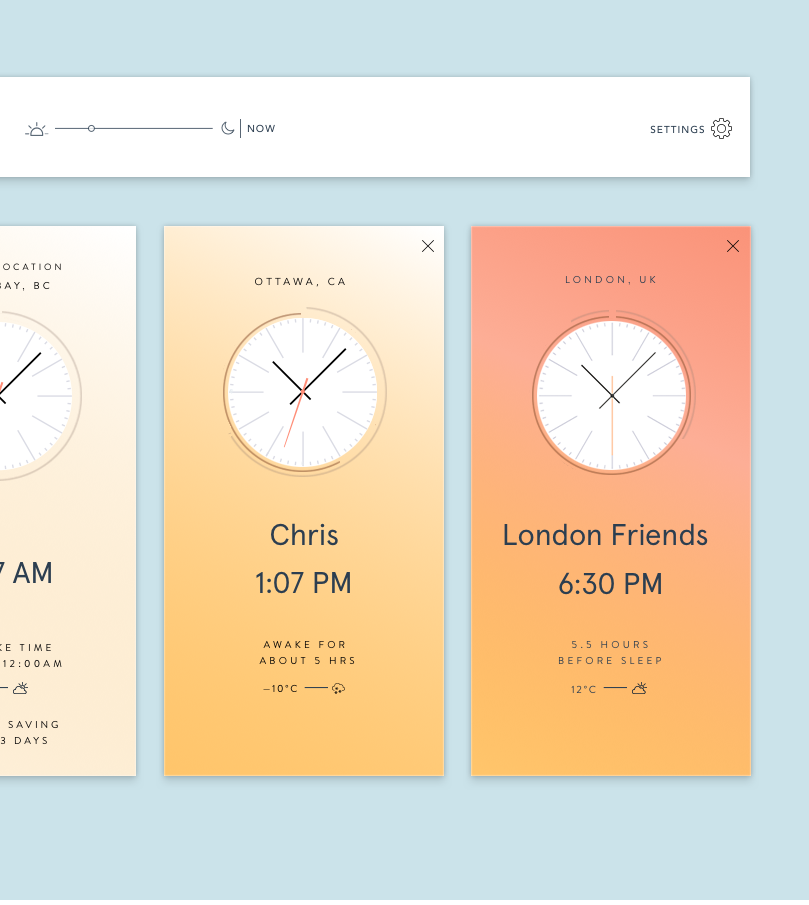 NOW
SETTINGS
OCATION
BAY, BC
7 AM
KE TIME
12:00AM
SAVING
3 DAYS
OTTAWA, CA
Chris
1:07 PM
AWAKE FOR
ABOUT 5 HRS
–10°C
LONDON, UK
London Friends
6:30 PM
5.5 HOURS
BEFORE SLEEP
12°C